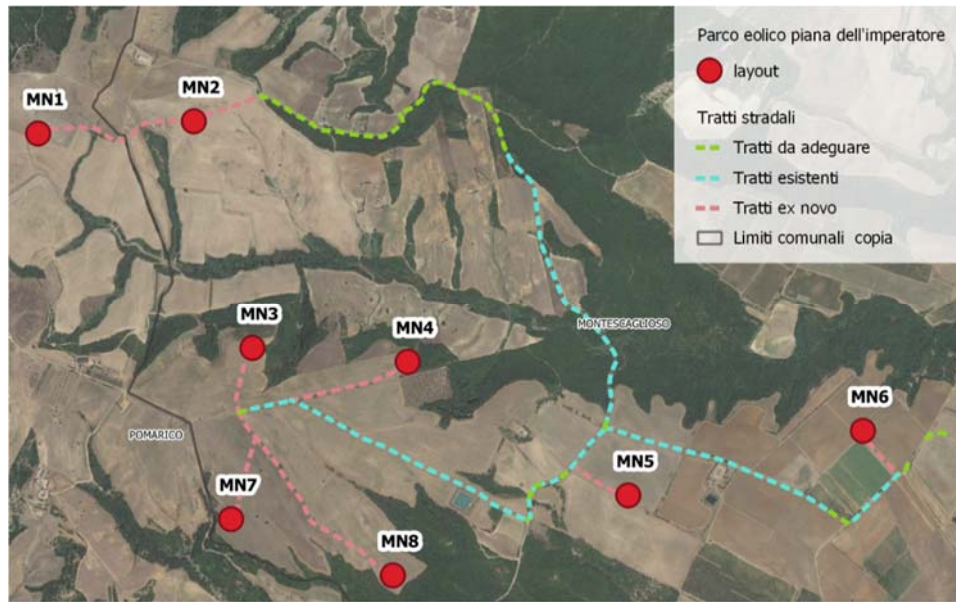 Parco eolico piana dell'imperatore
layout
Tratti stradali
Tratti da adeguare
Tratti esistenti
Tratti ex novo
Limiti comunali copia
MN1
MN2
MN3
MN4
MONTESCAGLIOSO
MN6
POMARICO
MN5
MN7
MN8